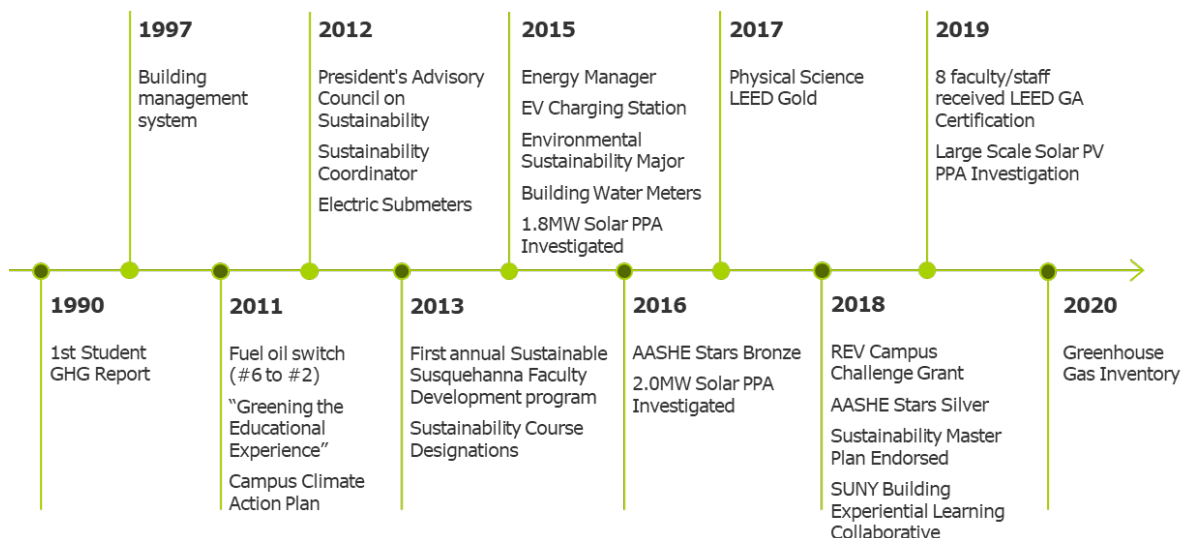 1997
Building
management
system
2012
President's Advisory
Council on
Sustainability
Sustainability
Coordinator
Electric Submeters
2015
Energy Manager
EV Charging Station
Environmental
Sustainability Major
Building Water Meters
1.8MW Solar PPA
Investigated
2017
Physical Science
LEED Gold
2019
8 faculty/staff
received LEED GA
Certification
Large Scale Solar PV
PPA Investigation
1990
1st Student
GHG Report
2011
Fuel oil switch
(#6 to #2)
“Greening the
Educational
Experience”
Campus Climate
Action Plan
2013
First annual Sustainable
Susquehanna Faculty
Development program
Sustainability Course
Designations
2016
AASHE Stars Bronze
2.0MW Solar PPA
Investigated
2018
REV Campus
Challenge Grant
AASHE Stars Silver
Sustainability Master
Plan Endorsed
SUNY Building
Experiential Learning
Collaborative
2020
Greenhouse
Gas Inventory